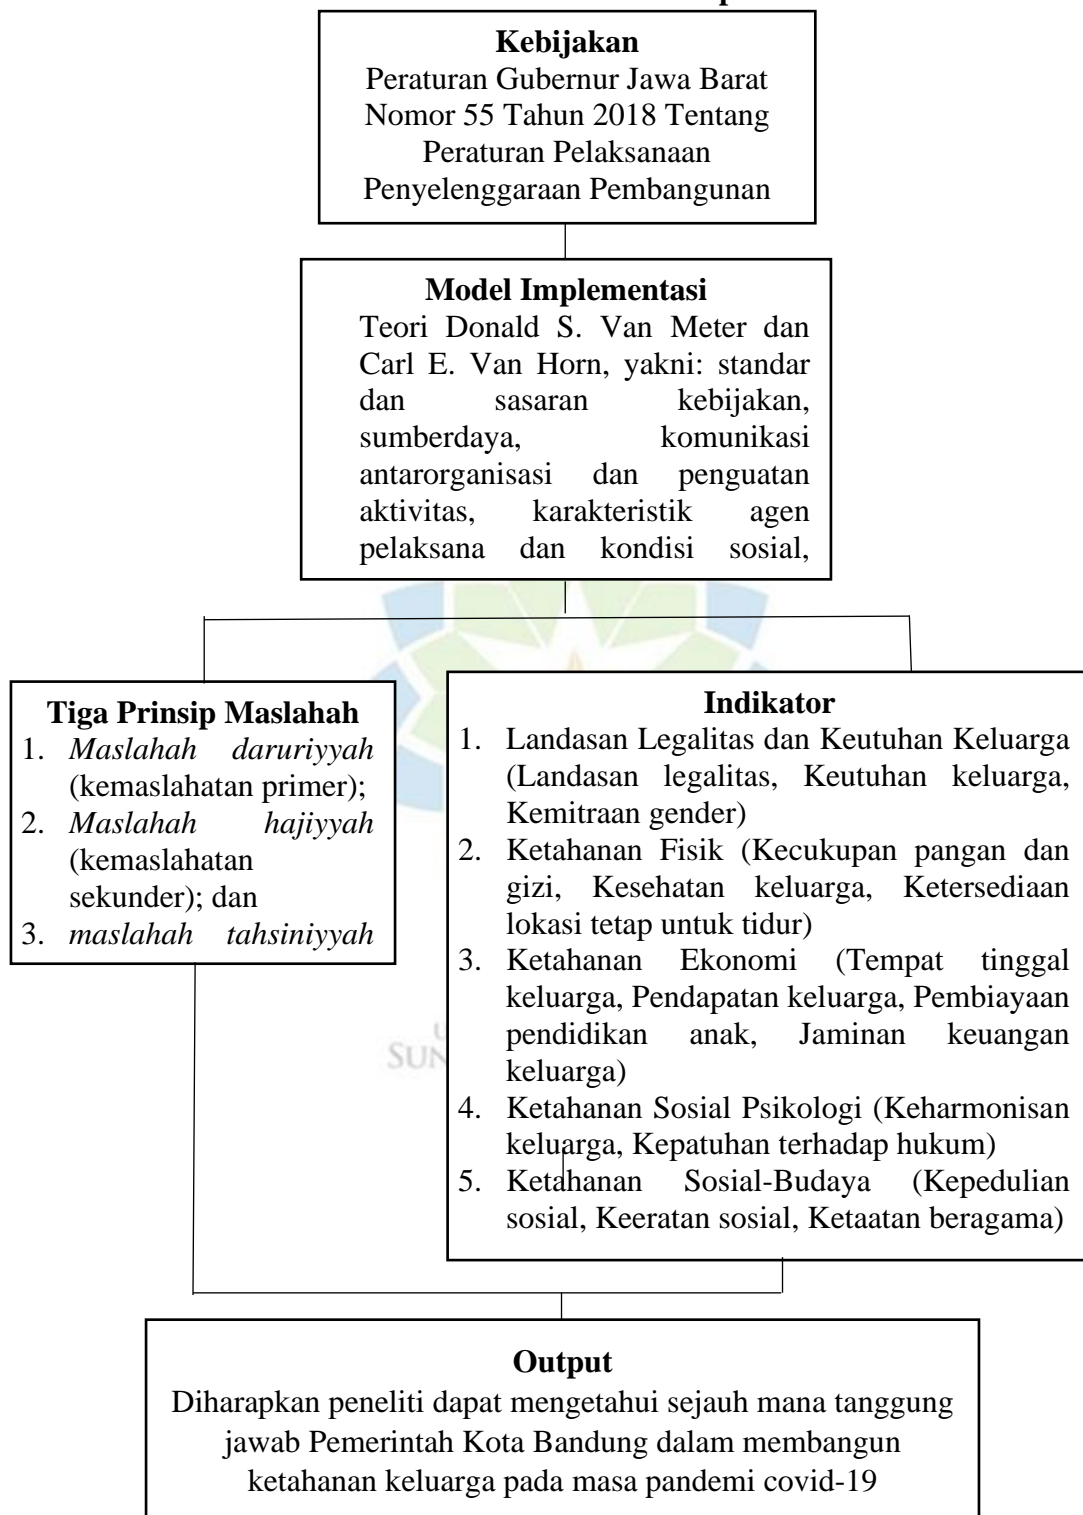 Kebijakan
Peraturan Gubernur Jawa Barat
Nomor 55 Tahun 2018 Tentang
Peraturan Pelaksanaan
Penyelenggaraan Pembangunan
Model Implementasi
Teori Donald S. Van Meter dan
Carl E. Van Horn, yakni: standar
dan sasaran kebijakan,
sumberdaya, komunikasi
antarorganisasi dan penguatan
aktivitas, karakteristik agen
pelaksana dan kondisi sosial,
Tiga Prinsip Maslahah
1. Maslahah daruriyyah
(kemaslahatan primer);
2. Maslahah hajiyyah
(kemaslahatan
sekunder); dan
3. maslahah tahsiniyyah
Indikator
1. Landasan Legalitas dan Keutuhan Keluarga
(Landasan legalitas, Keutuhan keluarga,
Kemitraan gender)
2. Ketahanan Fisik (Kecukupan pangan dan
gizi, Kesehatan keluarga, Ketersediaan
lokasi tetap untuk tidur)
3. Ketahanan Ekonomi (Tempat tinggal
keluarga, Pendapatan keluarga, Pembiayaan
pendidikan anak, Jaminan keuangan
keluarga)
4. Ketahanan Sosial Psikologi (Keharmonisan
keluarga, Kepatuhan terhadap hukum)
5. Ketahanan Sosial-Budaya (Kepedulian
sosial, Keeratan sosial, Ketaatan beragama)
SUN
Output
Diharapkan peneliti dapat mengetahui sejauh mana tanggung
jawab Pemerintah Kota Bandung dalam membangun
ketahanan keluarga pada masa pandemi covid-19